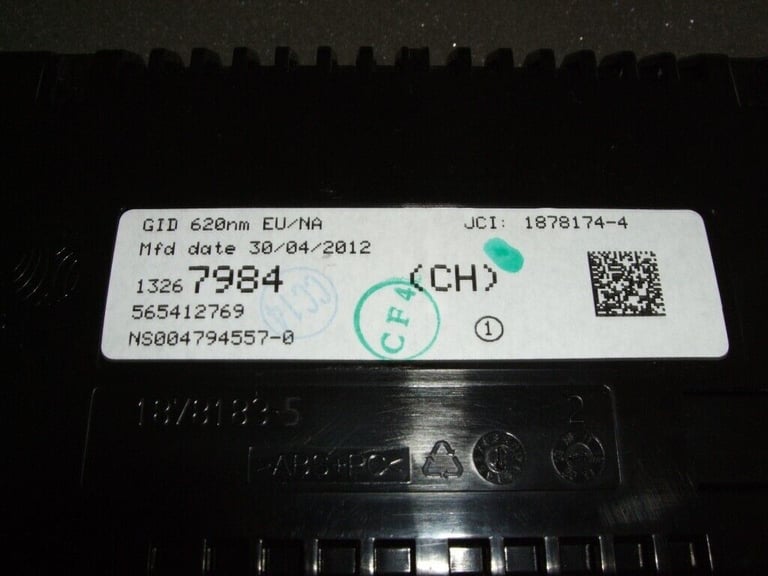 GID 620nm EU/NA JCI: 1878174-4
Mfd date 30/04/2012
1326 7984 (CH)
565412769
NS004794557-0
CC14
CF4
1
1878183-5 2
>ABS+PC<